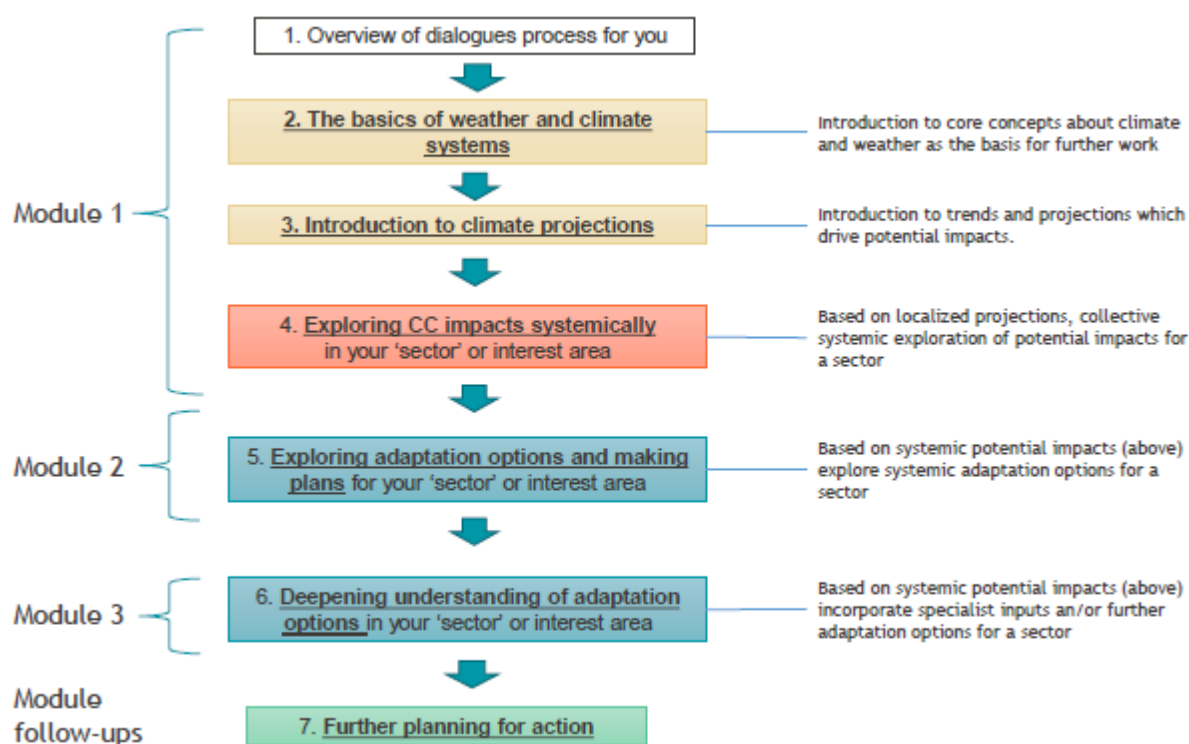 1. Overview of dialogues process for you
2. The basics of weather and climate
systems
Introduction to core concepts about climate
and weather as the basis for further work
Module 1
3. Introduction to climate projections
Introduction to trends and projections which
drive potential impacts.
4. Exploring CC impacts systemically
in your ‘sector’ or interest area
Based on localized projections, collective
systemic exploration of potential impacts for
a sector
Module 2
5. Exploring adaptation options and making
plans for your ‘sector’ or interest area
Based on systemic potential impacts (above)
explore systemic adaptation options for a
sector
Module 3
6. Deepening understanding of adaptation
options in your ‘sector’ or interest area
Based on systemic potential impacts (above)
incorporate specialist inputs an/or further
adaptation options for a sector
Module
follow-ups
7. Further planning for action